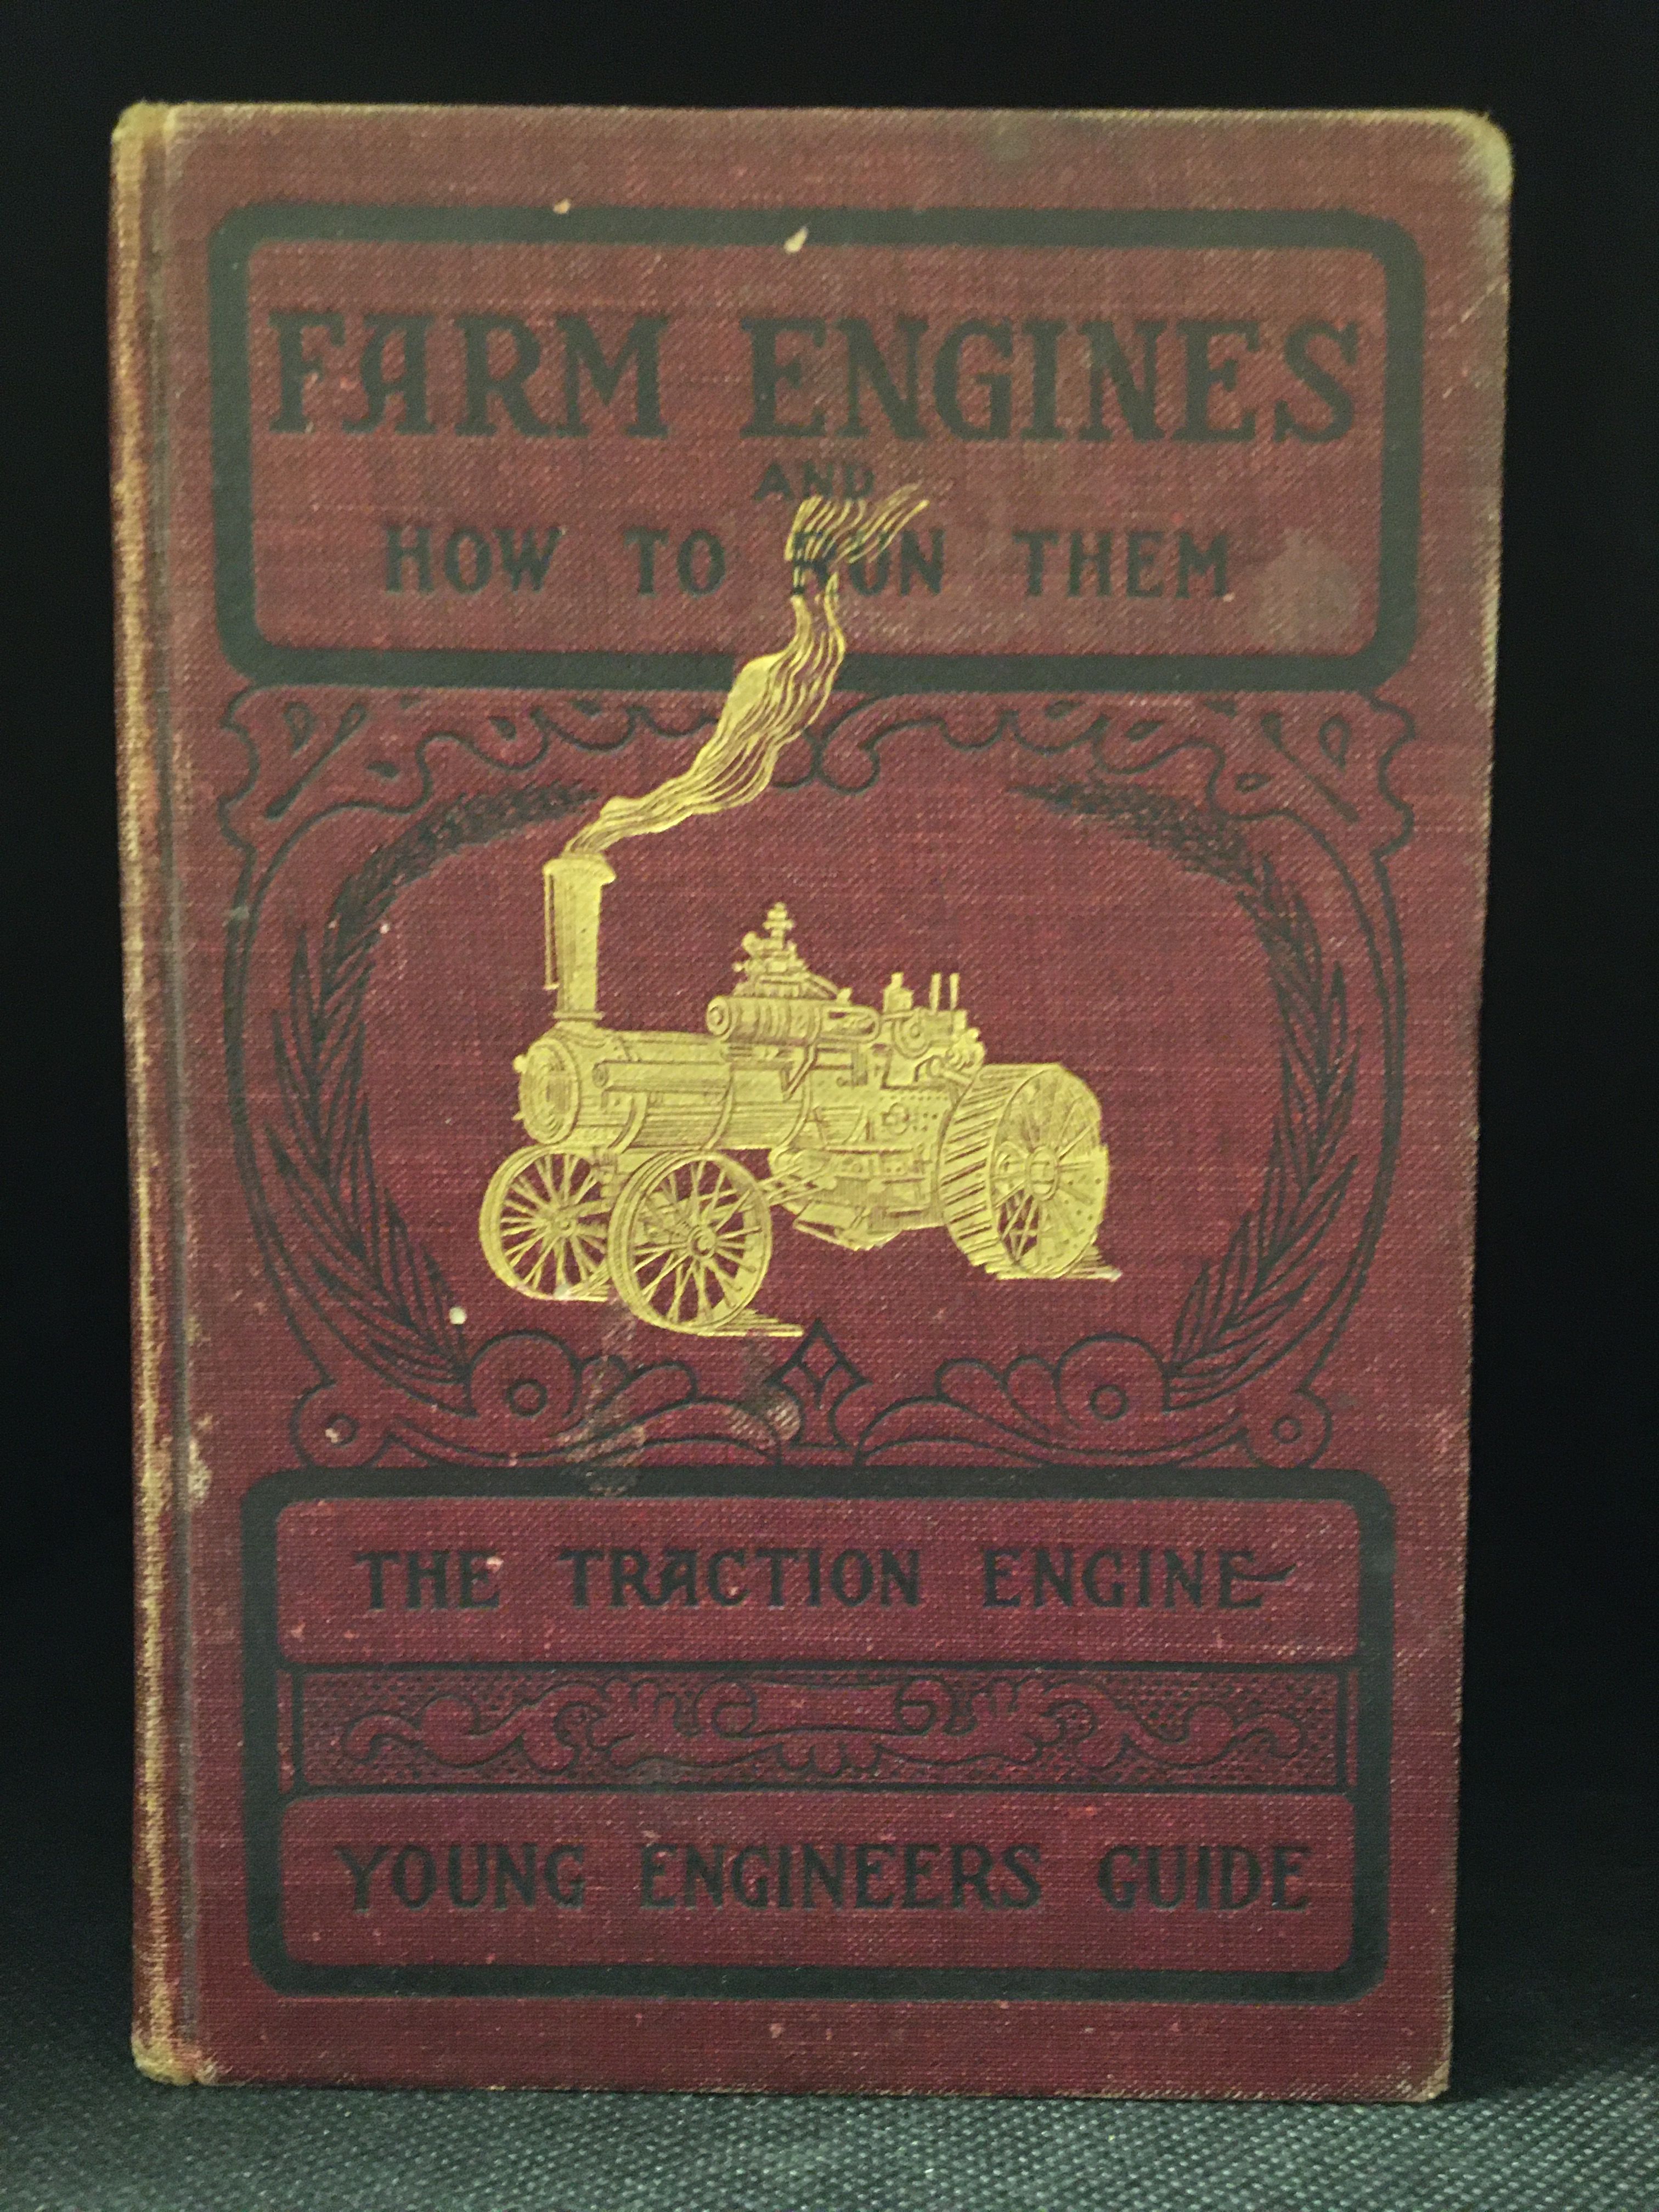 FARM ENGINES
AND
HOW TO RUN THEM
THE TRACTION ENGINE
YOUNG ENGINEERS GUIDE